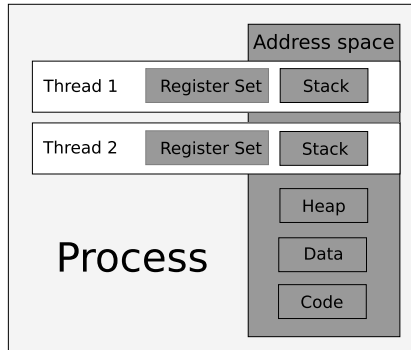 Address space
Thread 1 Register Set Stack
Thread 2 Register Set Stack
Heap
Data
Code
Process